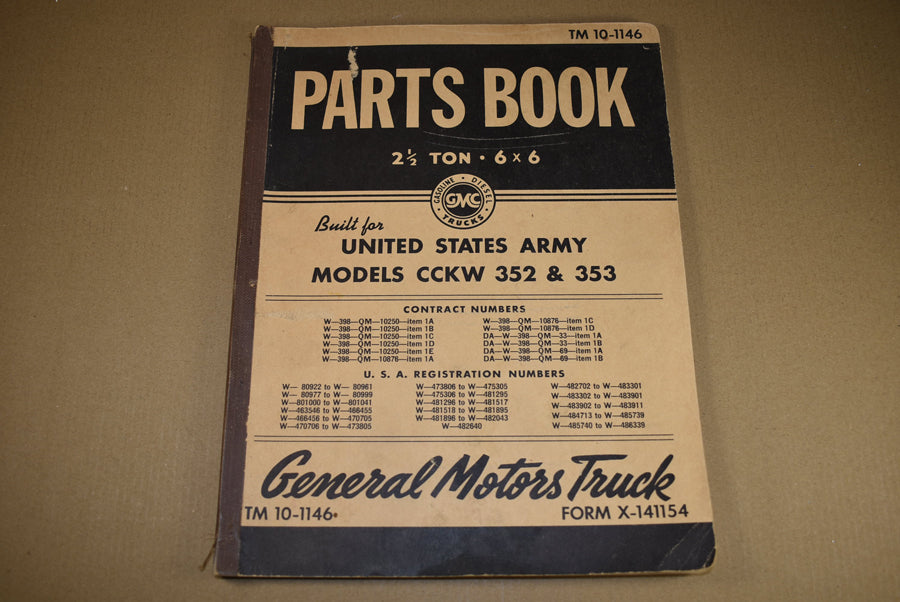 TM 10-1146
PARTS BOOK
2½ TON · 6 x 6
GASOLINE · DIESEL
GMC
· TRUCKS ·
Built for
UNITED STATES ARMY
MODELS CCKW 352 & 353
CONTRACT NUMBERS
W—398—QM—10250—item 1A
W—398—QM—10250—item 1B
W—398—QM—10250—item 1C
W—398—QM—10250—item 1D
W—398—QM—10250—item 1E
W—398—QM—10876—item 1A
W—398—QM—10876—item 1C
W—398—QM—10876—item 1D
DA—W—398—QM—33—item 1A
DA—W—398—QM—33—item 1B
DA—W—398—QM—69—item 1A
DA—W—398—QM—69—item 1B
U. S. A. REGISTRATION NUMBERS
W— 80922 to W— 80961
W— 80977 to W— 80999
W—801000 to W—801041
W—463546 to W—466455
W—466456 to W—470705
W—470706 to W—473805
W—473806 to W—475305
W—475306 to W—481295
W—481296 to W—481517
W—481518 to W—481895
W—481896 to W—482043
W—482640
W—482702 to W—483301
W—483302 to W—483901
W—483902 to W—483911
W—484713 to W—485739
W—485740 to W—486339
General Motors Truck
TM 10-1146
FORM X-141154